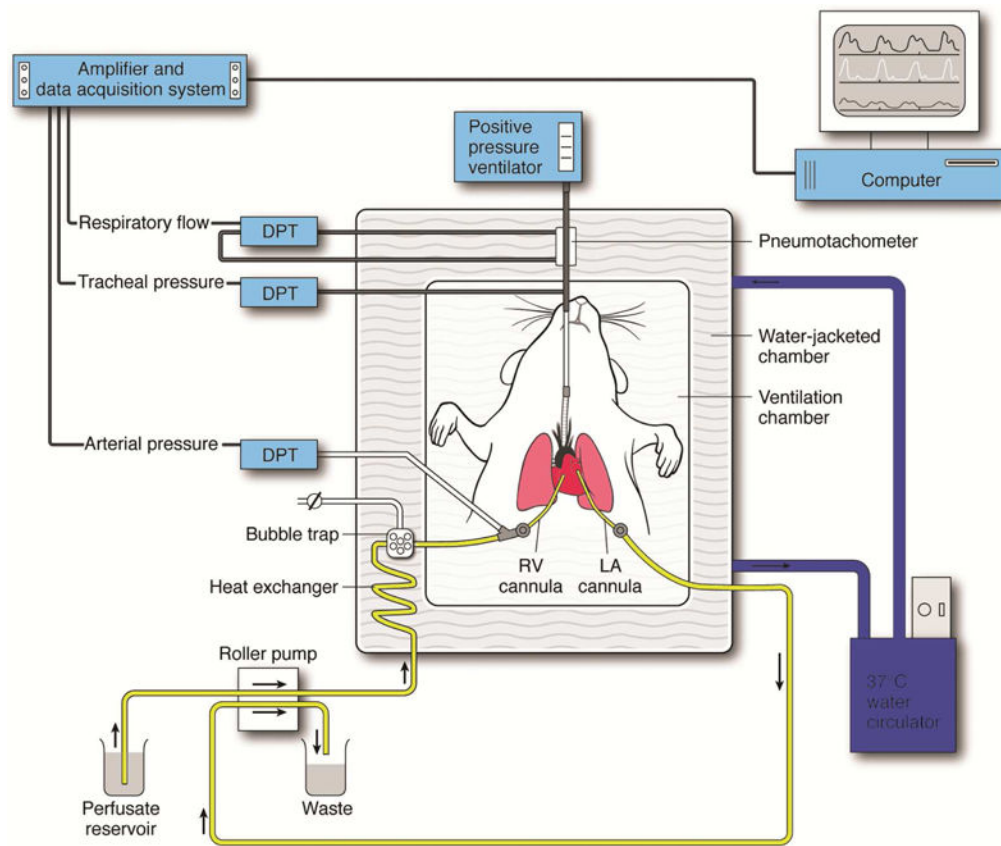 Amplifier and
data acquisition system
Positive
pressure
ventilator
Computer
Respiratory flow
DPT
Pneumotachometer
Tracheal pressure
DPT
Water-jacketed
chamber
Ventilation
chamber
Arterial pressure
DPT
Bubble trap
RV
cannula
LA
cannula
Heat exchanger
Roller pump
37°C
water
circulator
Perfusate
reservoir
Waste